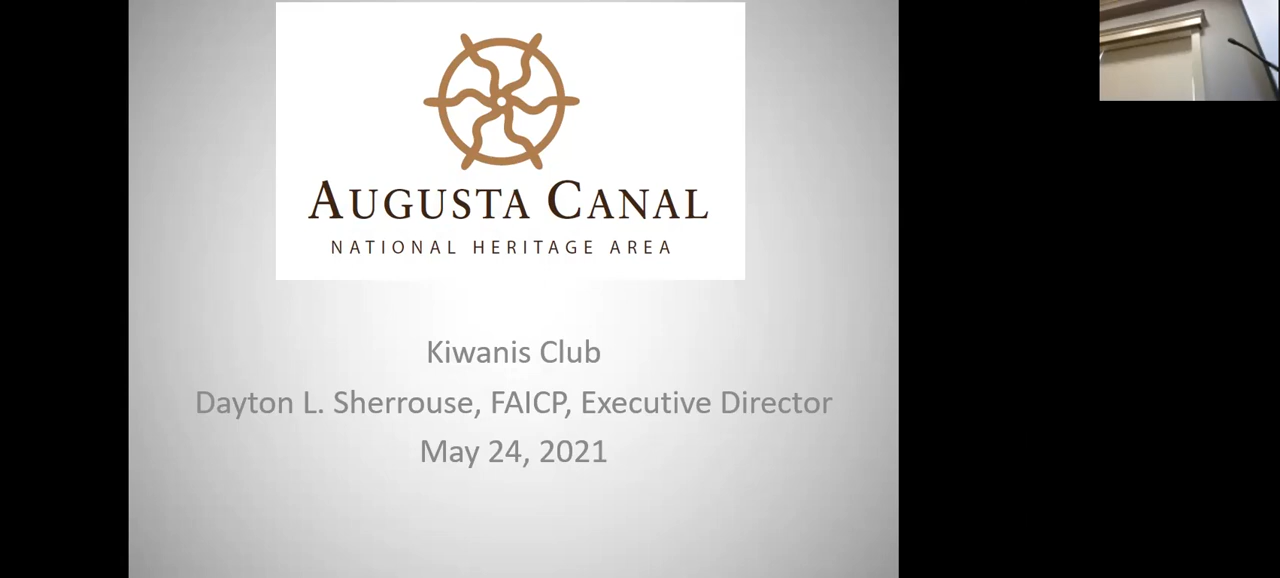 AUGUSTA CANAL
NATIONAL HERITAGE AREA
Kiwanis Club
Dayton L. Sherrouse, FAICP, Executive Director
May 24, 2021